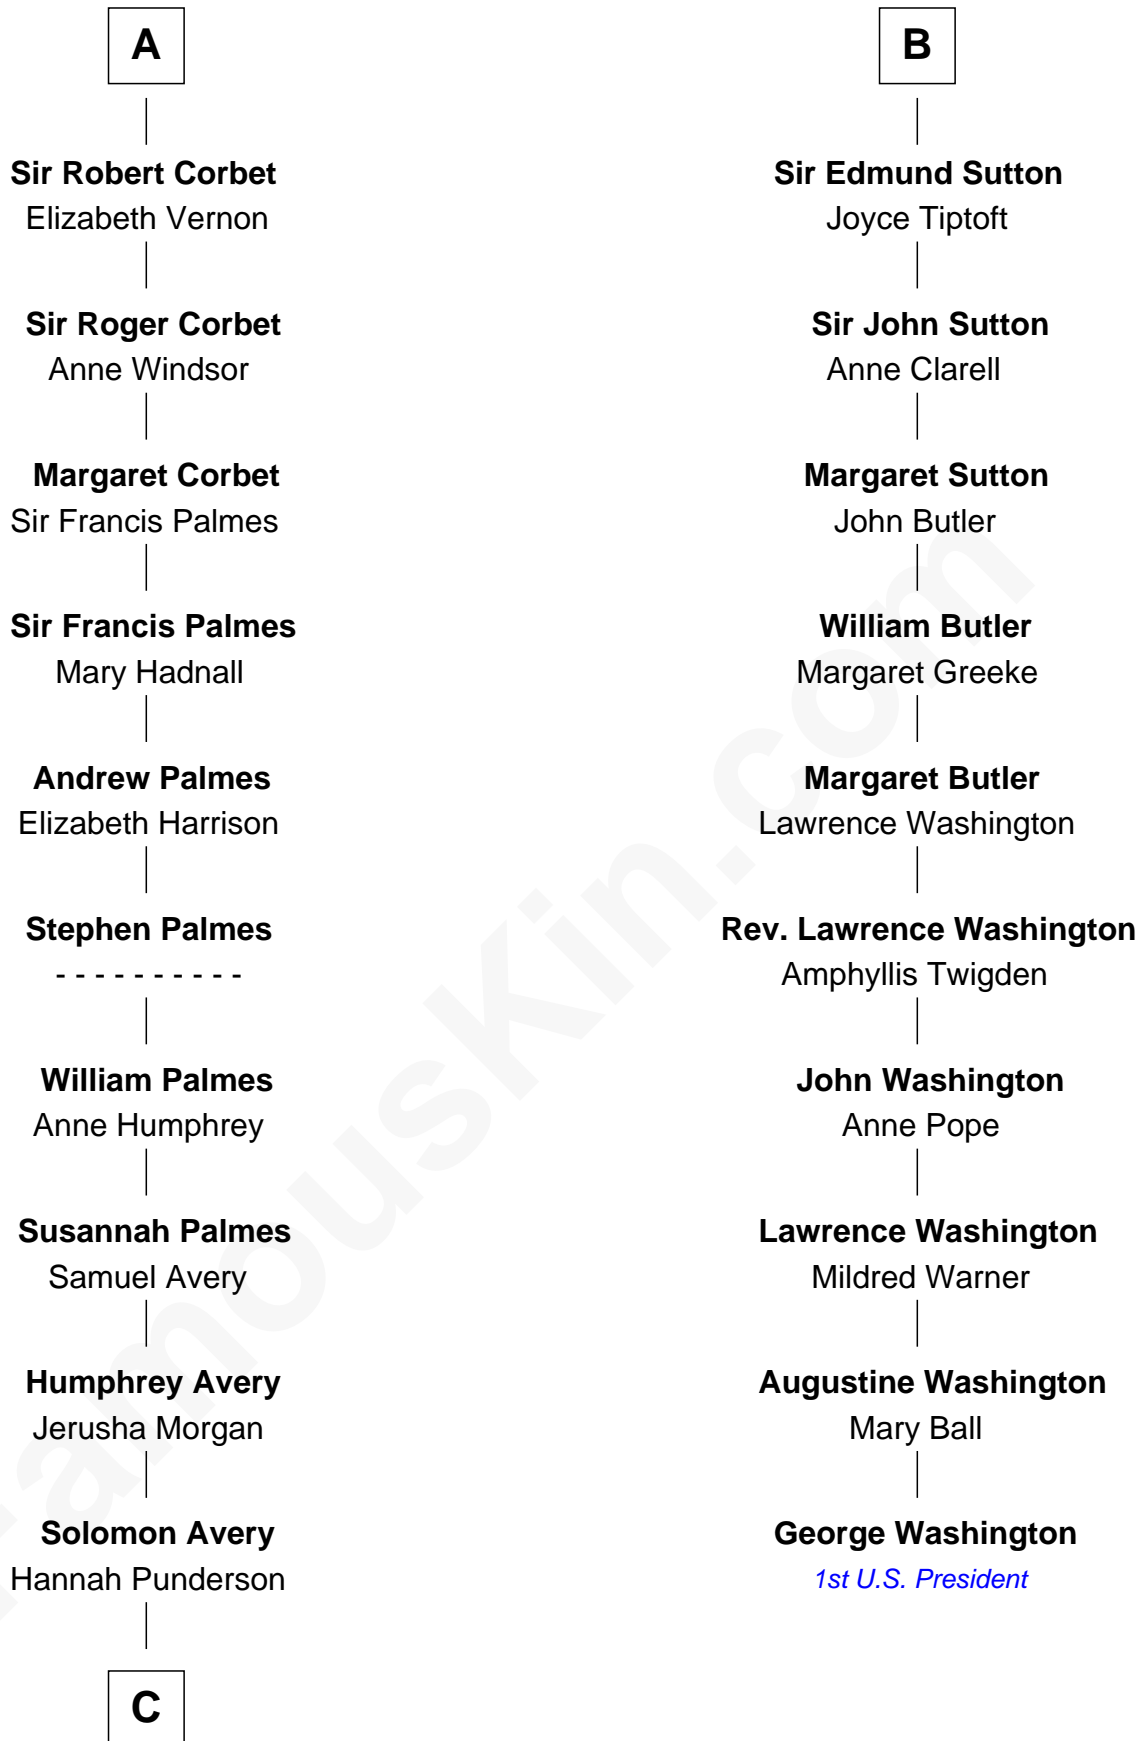 A
Sir Robert Corbet
Elizabeth Vernon
Sir Roger Corbet
Anne Windsor
Margaret Corbet
Sir Francis Palmes
Sir Francis Palmes
Mary Hadnall
Andrew Palmes
Elizabeth Harrison
Stephen Palmes
- - - - - - - - - -
William Palmes
Anne Humphrey
Susannah Palmes
Samuel Avery
Humphrey Avery
Jerusha Morgan
Solomon Avery
Hannah Punderson
C
B
Sir Edmund Sutton
Joyce Tiptoft
Sir John Sutton
Anne Clarell
Margaret Sutton
John Butler
William Butler
Margaret Greeke
Margaret Butler
Lawrence Washington
Rev. Lawrence Washington
Amphyllis Twigden
John Washington
Anne Pope
Lawrence Washington
Mildred Warner
Augustine Washington
Mary Ball
George Washington
1st U.S. President
FamousKin.com